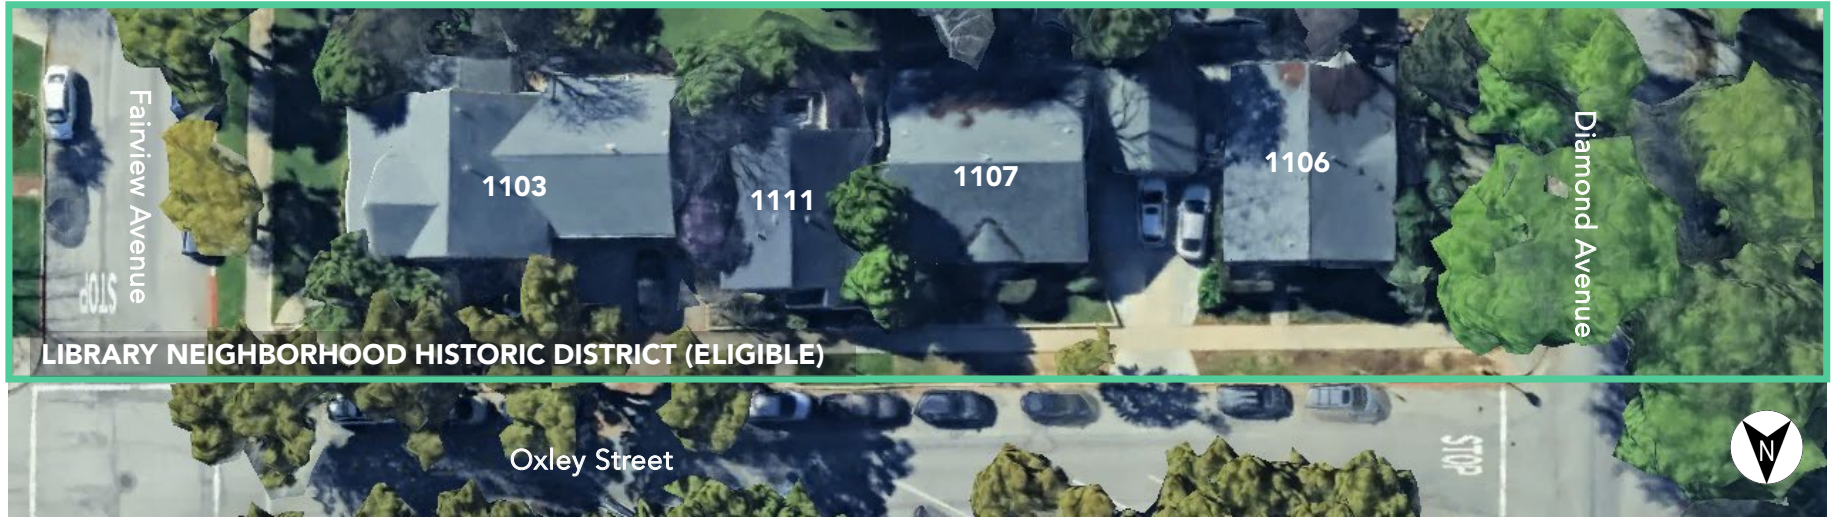 Fairview Avenue
1103
1111
1107
1106
Diamond Avenue
STOP
LIBRARY NEIGHBORHOOD HISTORIC DISTRICT (ELIGIBLE)
Oxley Street
STOP
N